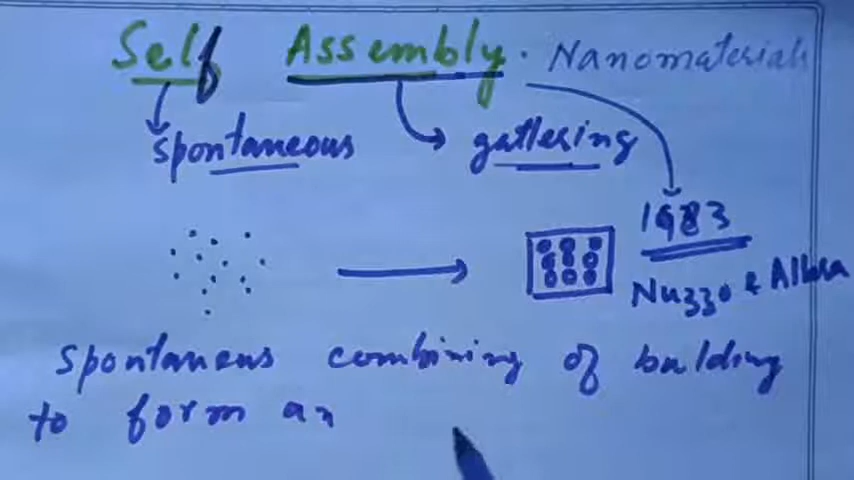 Self Assembly. Nanomaterials
spontaneous gathering
1983
Nuzzo & Allara
spontaneous combining of building
to form an